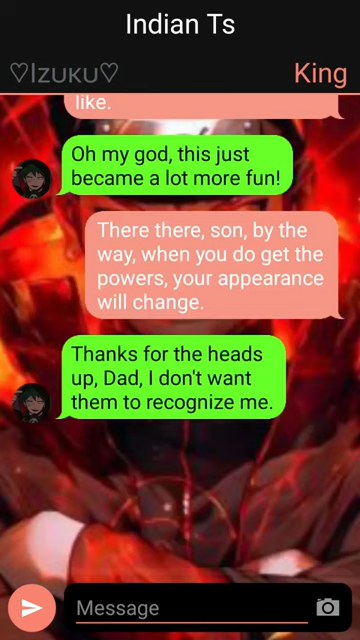 Indian Ts
♡Izuku♡
King
like.
Oh my god, this just
became a lot more fun!
There there, son, by the
way, when you do get the
powers, your appearance
will change.
Thanks for the heads
up, Dad, I don't want
them to recognize me.
Message